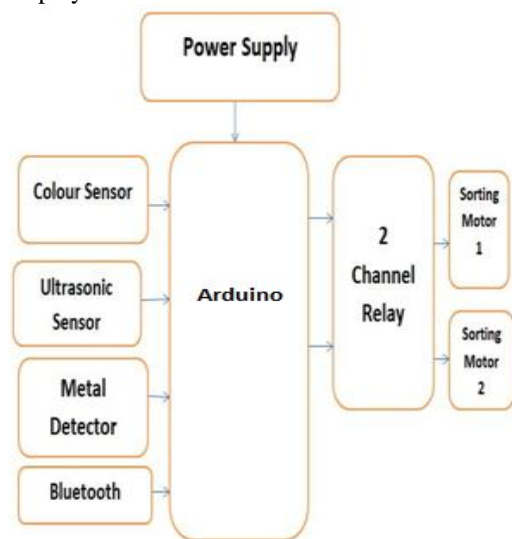 Power Supply
Colour Sensor
Ultrasonic
Sensor
Metal
Detector
Bluetooth
Arduino
2
Channel
Relay
Sorting
Motor
1
Sorting
Motor
2